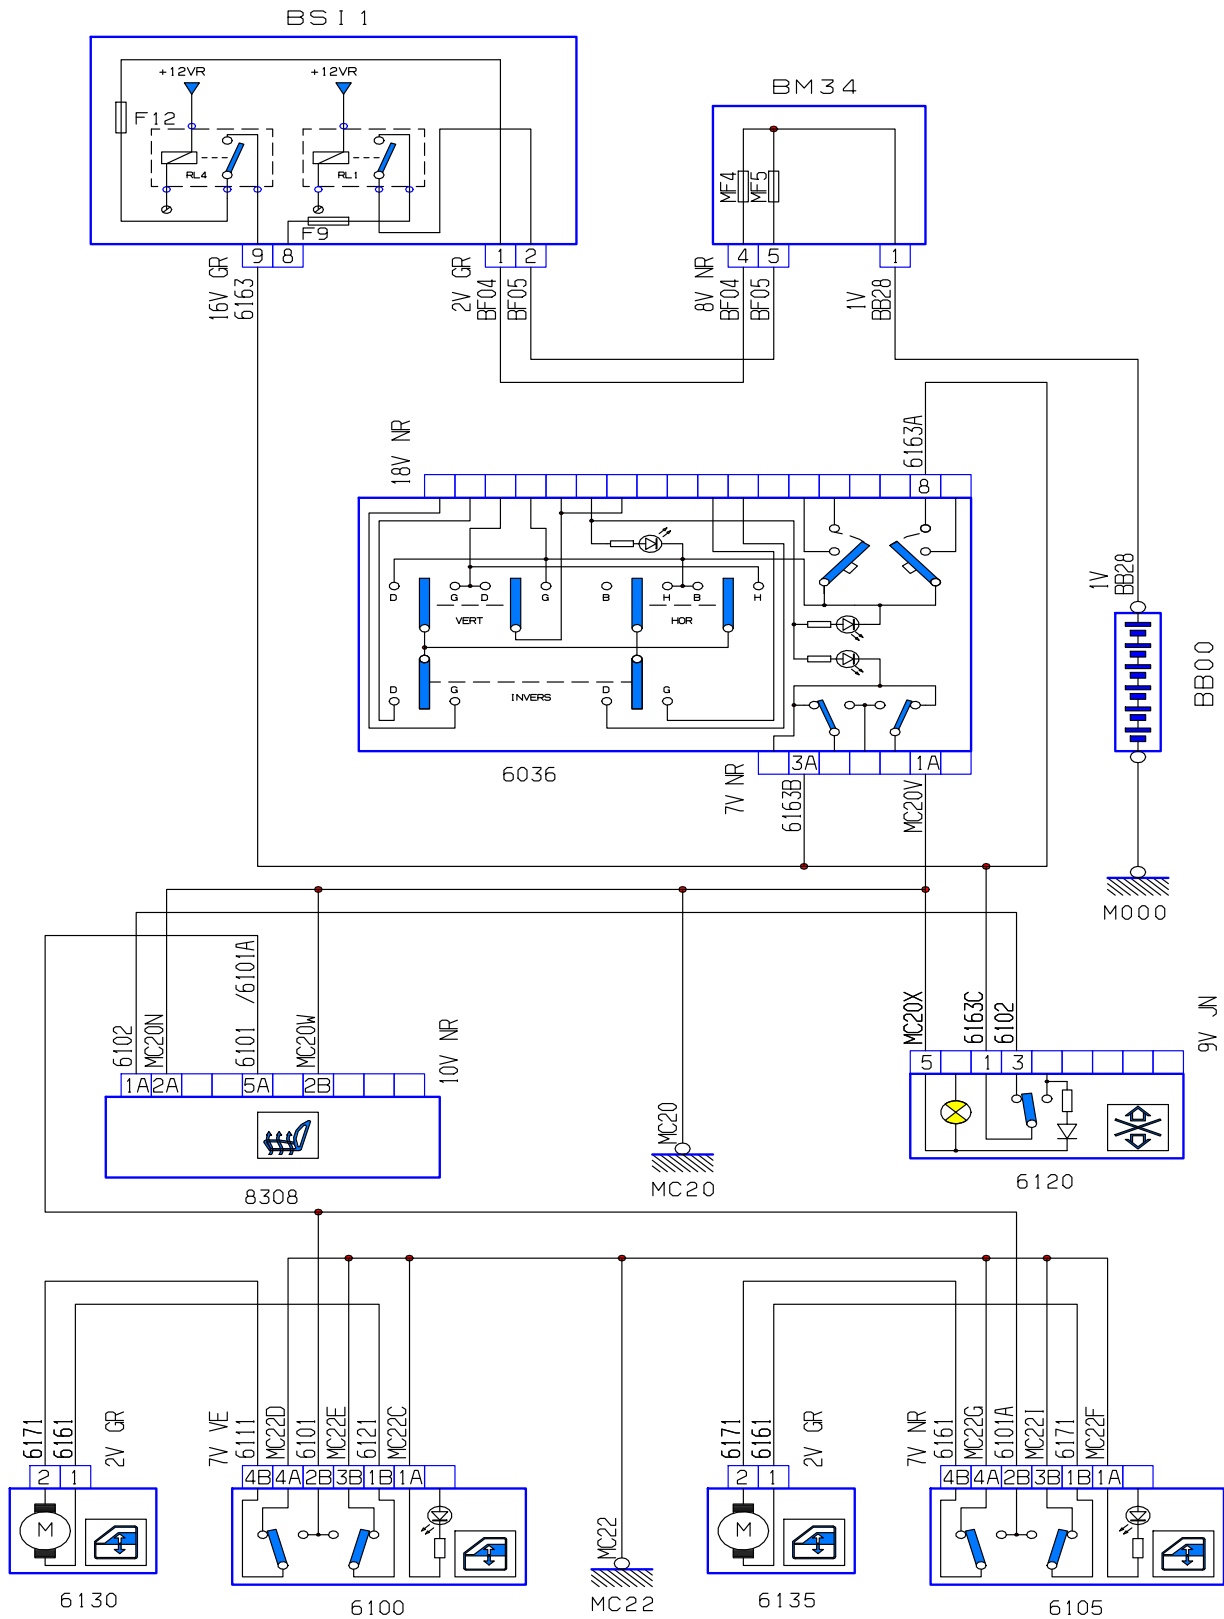 BSI 1
+12VR
+12VR
F12
RL4
RL1
F9
9
8
1
2
16V GR
6163
2V GR
BF04
BF05
BM34
MF4
MF5
4
5
1
8V NR
BF04
BF05
1V
BB28
18V NR
6163A
8
D
G
D
G
B
H
B
H
VERT
HOR
D
G
INVERS
D
G
6036
7V NR
3A
1A
6163B
MC20V
1V
BB28
BB00
M000
6102
MC20N
6101
/6101A
MC20W
10V NR
1A
2A
5A
2B
8308
MC20
MC20
MC20X
6163C
6102
9V JN
5
1
3
6120
6171
6161
2V GR
2
1
M
6130
7V VE
6111
MC22D
6101
MC22E
6121
MC22C
4B
4A
2B
3B
1B
1A
6100
MC22
MC22
6171
6161
2V GR
2
1
M
6135
7V NR
6161
MC22G
6101A
MC22I
6171
MC22F
4B
4A
2B
3B
1B
1A
6105